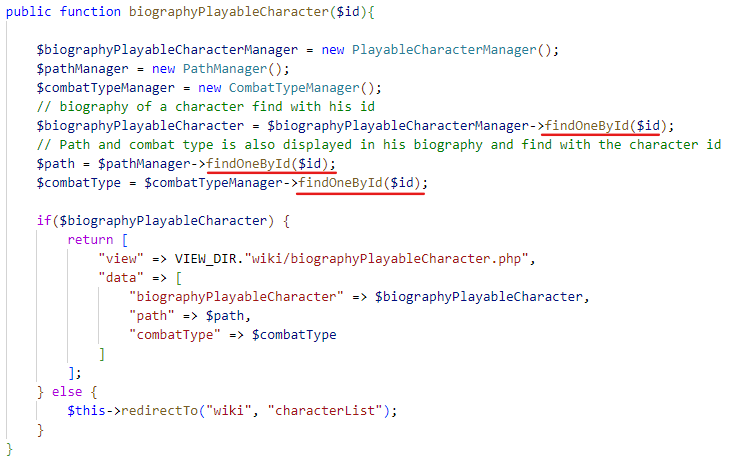 public function biographyPlayableCharacter($id){
$biographyPlayableCharacterManager = new PlayableCharacterManager();
$pathManager = new PathManager();
$combatTypeManager = new CombatTypeManager();
// biography of a character find with his id
$biographyPlayableCharacter = $biographyPlayableCharacterManager->findOneById($id);
// Path and combat type is also displayed in his biography and find with the character id
$path = $pathManager->findOneById($id);
$combatType = $combatTypeManager->findOneById($id);
if($biographyPlayableCharacter) {
return [
"view" => VIEW_DIR."wiki/biographyPlayableCharacter.php",
"data" => [
"biographyPlayableCharacter" => $biographyPlayableCharacter,
"path" => $path,
"combatType" => $combatType
]
];
} else {
$this->redirectTo("wiki", "characterList");
}
}